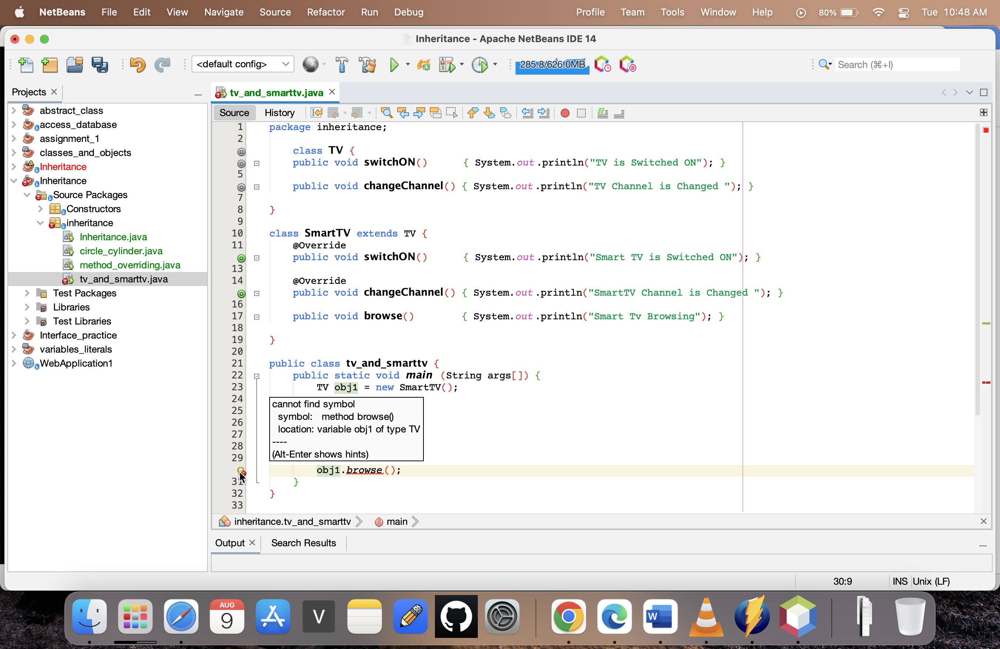 NetBeans File Edit View Navigate Source Refactor Run Debug Profile Team Tools Window Help 80% Tue 10:48 AM
Inheritance - Apache NetBeans IDE 14
<default config> 285.8/626.0MB Search (⌘+I)
Projects
tv_and_smarttv.java
Source History
abstract_class
access_database
assignment_1
classes_and_objects
Inheritance
Inheritance
Source Packages
Constructors
inheritance
Inheritance.java
circle_cylinder.java
method_overriding.java
tv_and_smarttv.java
Test Packages
Libraries
Test Libraries
Interface_practice
variables_literals
WebApplication1
1 package inheritance;
2
class TV {
public void switchON() { System.out.println("TV is Switched ON"); }
5
public void changeChannel() { System.out.println("TV Channel is Changed "); }
7
8 }
9
10 class SmartTV extends TV {
11 @Override
public void switchON() { System.out.println("Smart TV is Switched ON"); }
13
14 @Override
public void changeChannel() { System.out.println("SmartTV Channel is Changed "); }
16
17 public void browse() { System.out.println("Smart Tv Browsing"); }
18
19 }
20
21 public class tv_and_smarttv {
22 public static void main (String args[]) {
23 TV obj1 = new SmartTV();
24
25
26
27
28
29
cannot find symbol
symbol: method browse()
location: variable obj1 of type TV
----
(Alt-Enter shows hints)
obj1.browse();
31 }
32 }
33
inheritance.tv_and_smarttv main
Output Search Results
30:9 INS Unix (LF)
AUG
9
V
W